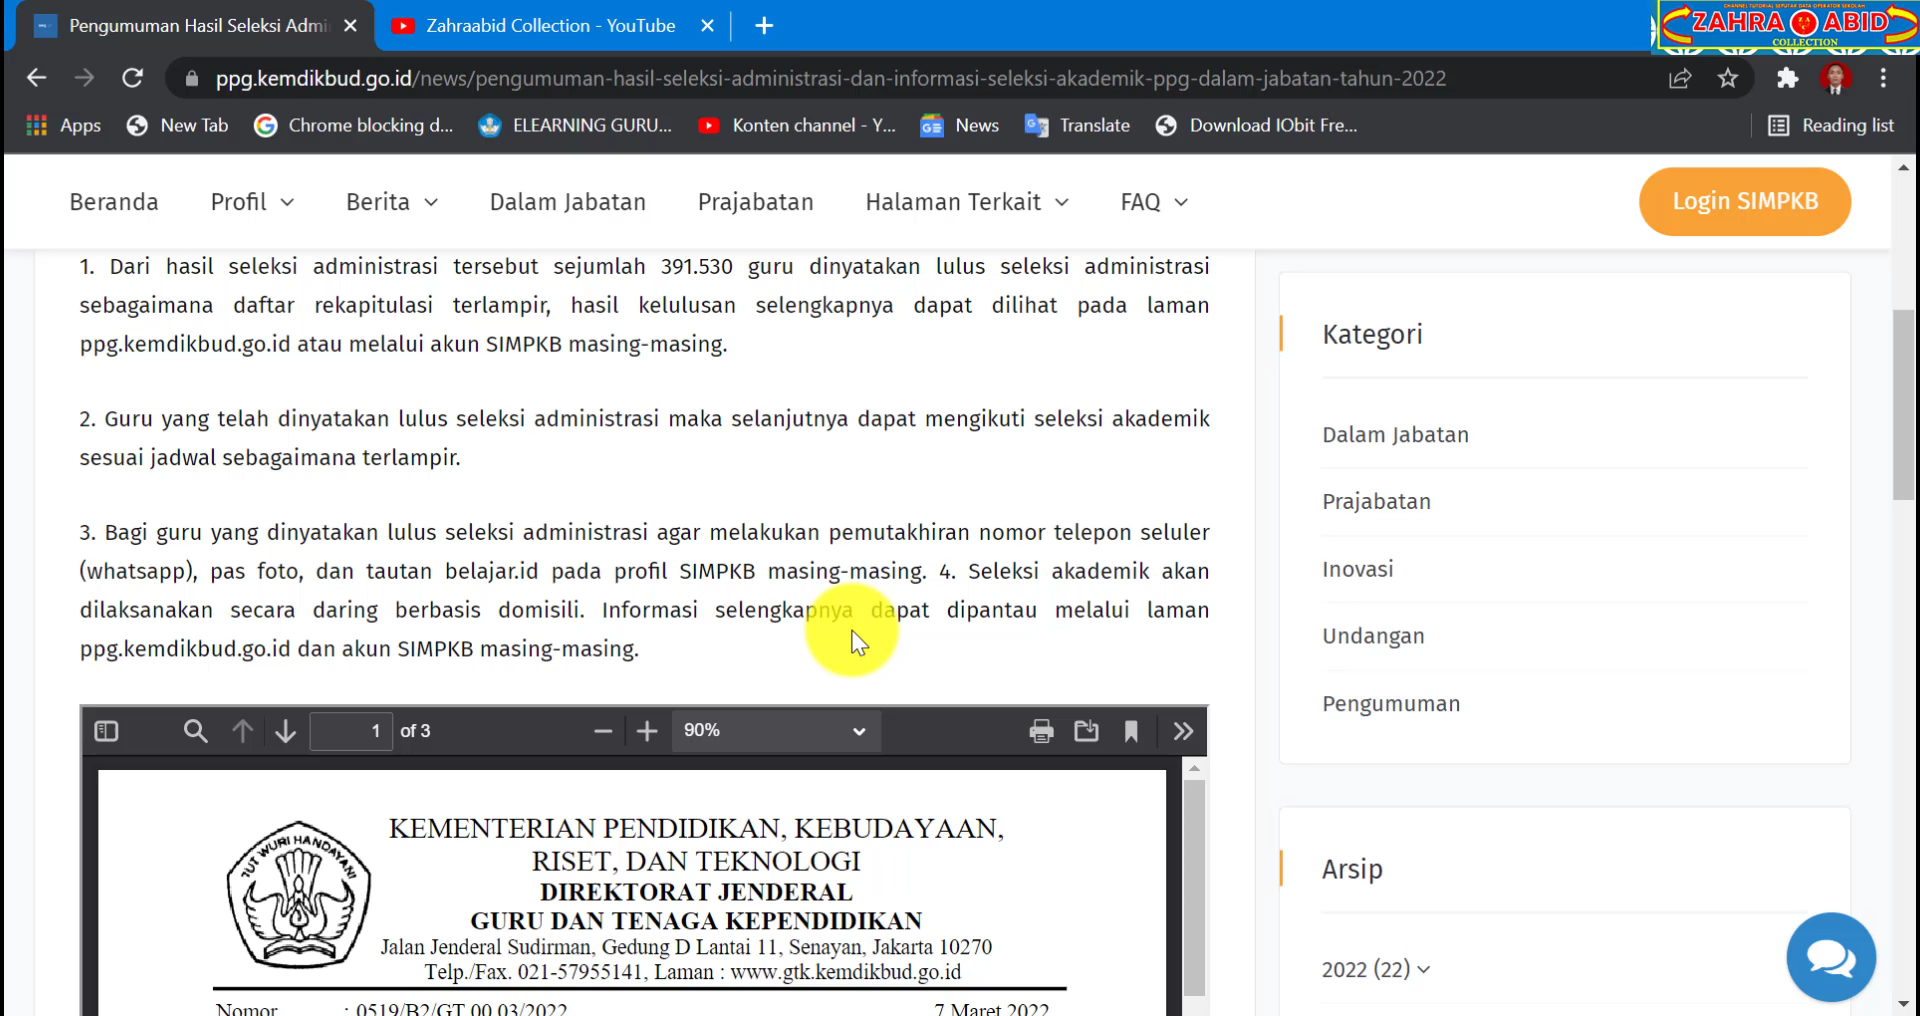 Pengumuman Hasil Seleksi Admi
Zahraabid Collection - YouTube
CHANNEL TUTORIAL SEPUTAR DATA OPERATOR SEKOLAH
ZAHRA ABID
COLLECTION
ppg.kemdikbud.go.id/news/pengumuman-hasil-seleksi-administrasi-dan-informasi-seleksi-akademik-ppg-dalam-jabatan-tahun-2022
Apps
New Tab
Chrome blocking d...
ELEARNING GURU...
Konten channel - Y...
News
Translate
Download IObit Fre...
Reading list
Beranda
Profil
Berita
Dalam Jabatan
Prajabatan
Halaman Terkait
FAQ
Login SIMPKB
1. Dari hasil seleksi administrasi tersebut sejumlah 391.530 guru dinyatakan lulus seleksi administrasi
sebagaimana daftar rekapitulasi terlampir, hasil kelulusan selengkapnya dapat dilihat pada laman
ppg.kemdikbud.go.id atau melalui akun SIMPKB masing-masing.
2. Guru yang telah dinyatakan lulus seleksi administrasi maka selanjutnya dapat mengikuti seleksi akademik
sesuai jadwal sebagaimana terlampir.
3. Bagi guru yang dinyatakan lulus seleksi administrasi agar melakukan pemutakhiran nomor telepon seluler
(whatsapp), pas foto, dan tautan belajar.id pada profil SIMPKB masing-masing. 4. Seleksi akademik akan
dilaksanakan secara daring berbasis domisili. Informasi selengkapnya dapat dipantau melalui laman
ppg.kemdikbud.go.id dan akun SIMPKB masing-masing.
1 of 3
90%
TUT WURI HANDAYANI
KEMENTERIAN PENDIDIKAN, KEBUDAYAAN,
RISET, DAN TEKNOLOGI
DIREKTORAT JENDERAL
GURU DAN TENAGA KEPENDIDIKAN
Jalan Jenderal Sudirman, Gedung D Lantai 11, Senayan, Jakarta 10270
Telp./Fax. 021-57955141, Laman : www.gtk.kemdikbud.go.id
Nomor : 0519/B2/GT.00.03/2022 7 Maret 2022
Kategori
Dalam Jabatan
Prajabatan
Inovasi
Undangan
Pengumuman
Arsip
2022 (22)